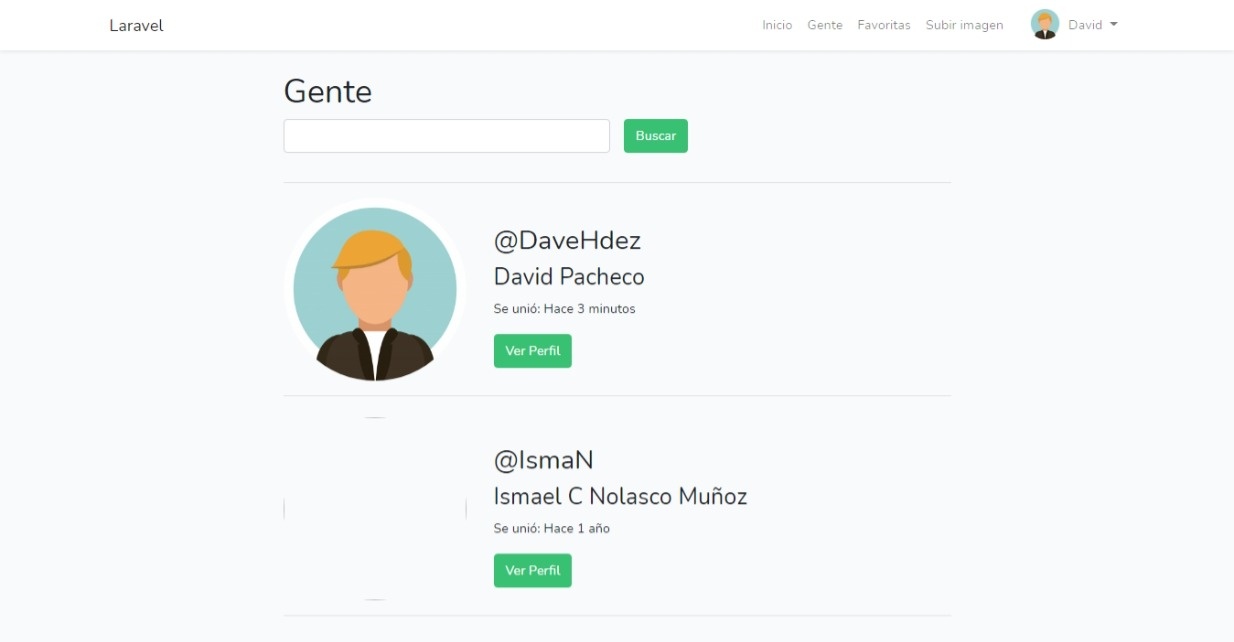 Laravel
Inicio Gente Favoritas Subir imagen David
Gente
Buscar
@DaveHdez
David Pacheco
Se unió: Hace 3 minutos
Ver Perfil
@IsmaN
Ismael C Nolasco Muñoz
Se unió: Hace 1 año
Ver Perfil